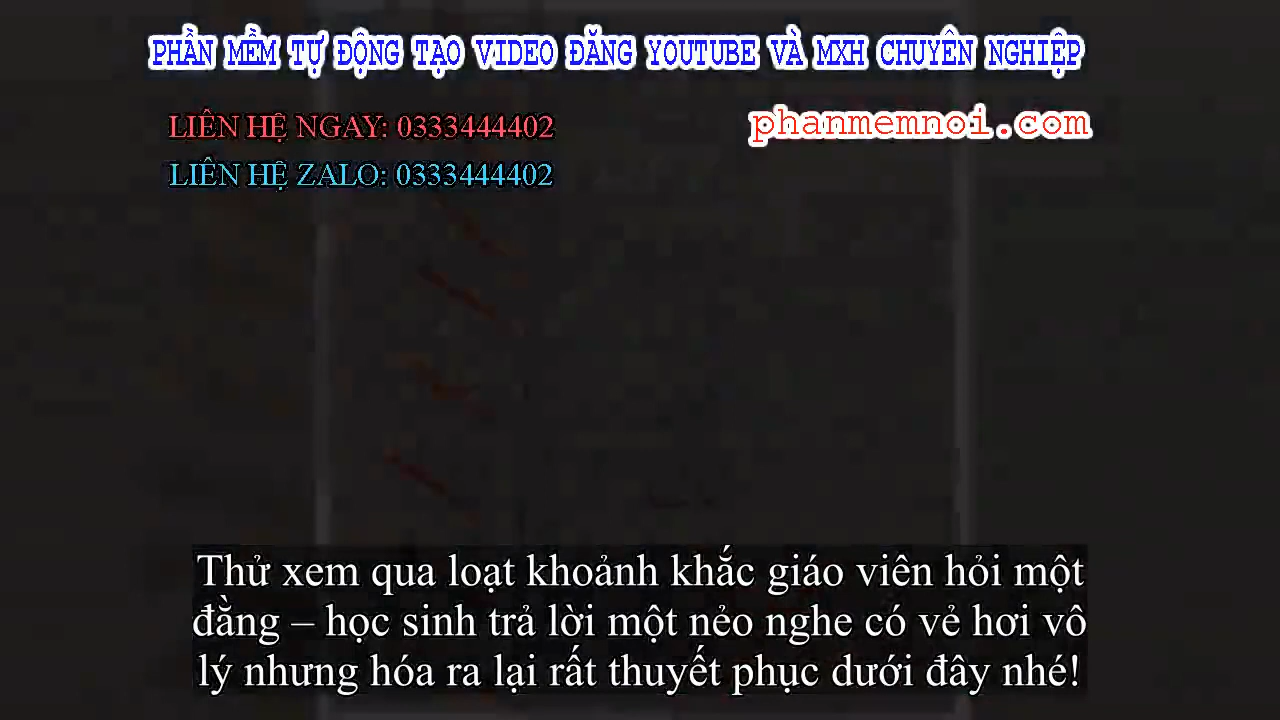 PHẦN MỀM TỰ ĐỘNG TẠO VIDEO ĐĂNG YOUTUBE VÀ MXH CHUYÊN NGHIỆP
LIÊN HỆ NGAY: 0333444402
phanmemnoi.com
LIÊN HỆ ZALO: 0333444402
Thử xem qua loạt khoảnh khắc giáo viên hỏi một
đằng – học sinh trả lời một nẻo nghe có vẻ hơi vô
lý nhưng hóa ra lại rất thuyết phục dưới đây nhé!